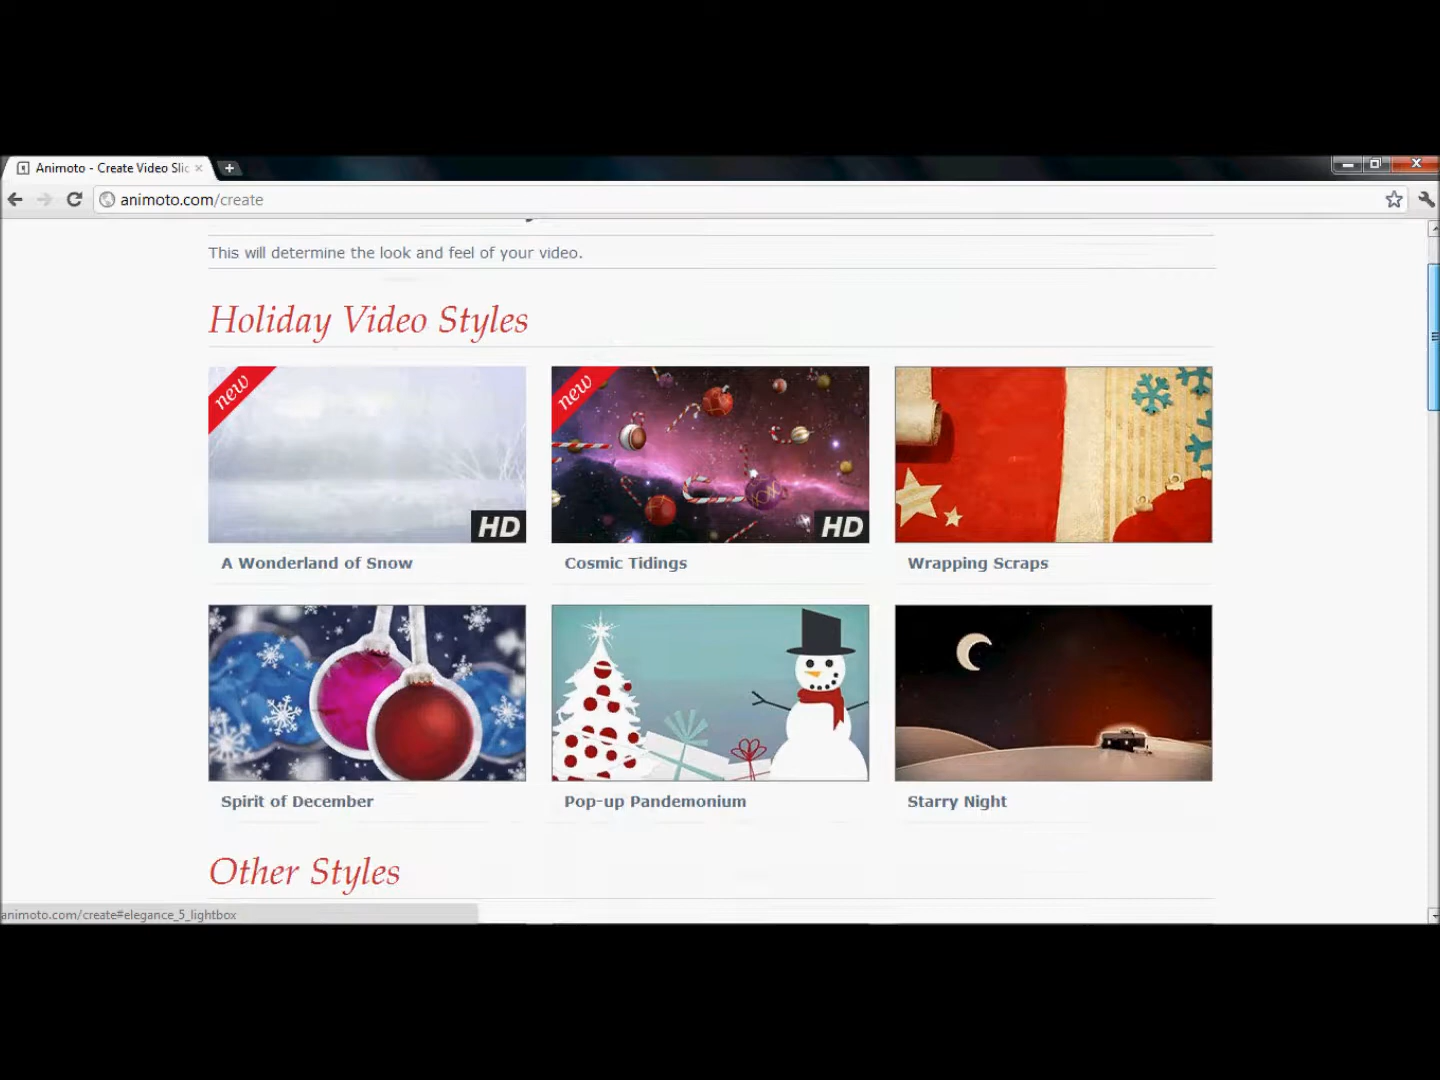 Animoto - Create Video Slic
animoto.com/create
This will determine the look and feel of your video.
Holiday Video Styles
new
HD
new
HD
A Wonderland of Snow
Cosmic Tidings
Wrapping Scraps
Spirit of December
Pop-up Pandemonium
Starry Night
Other Styles
animoto.com/create#elegance_5_lightbox